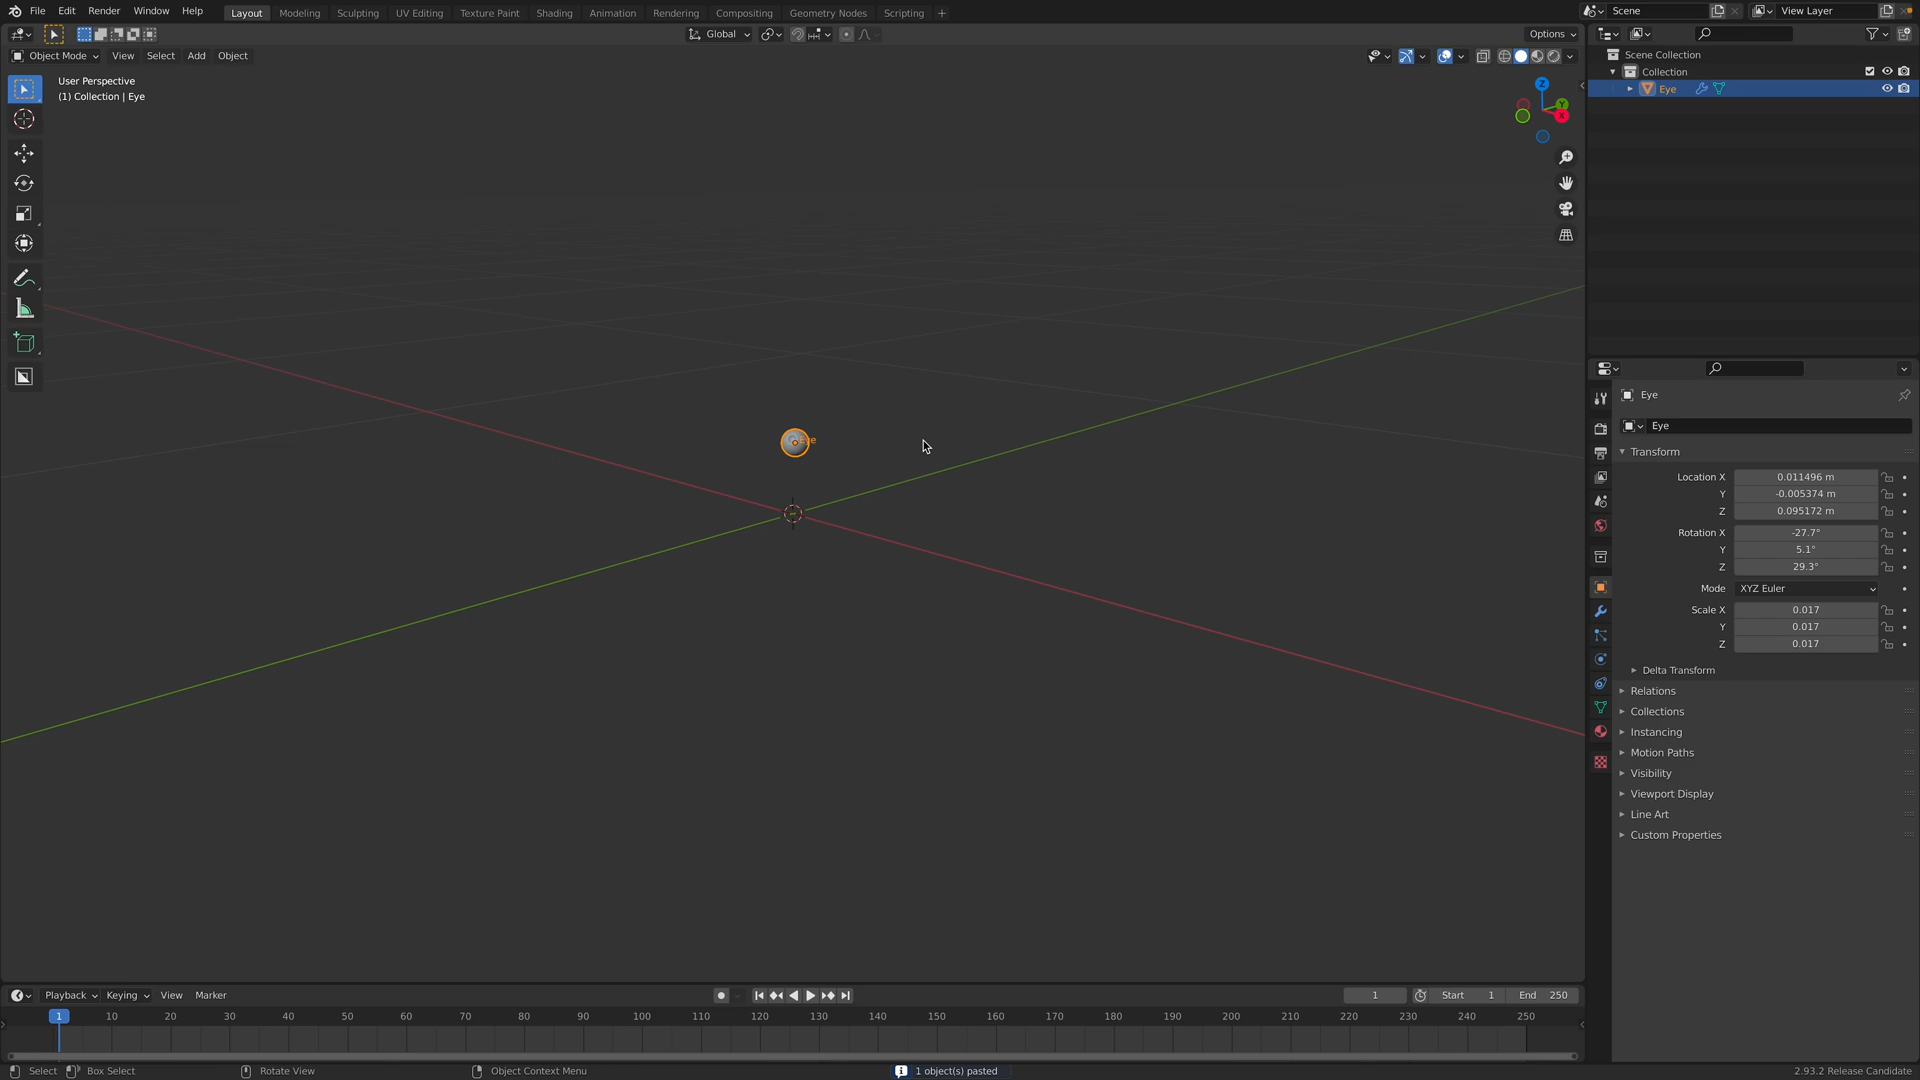 File Edit Render Window Help Layout Modeling Sculpting UV Editing Texture Paint Shading Animation Rendering Compositing Geometry Nodes Scripting + Scene View Layer
Global Options
Object Mode View Select Add Object
User Perspective
(1) Collection | Eye
Z
Y
X
Eye
Scene Collection
Collection
Eye
Eye
Eye
Transform
Location X 0.011496 m
Y -0.005374 m
Z 0.095172 m
Rotation X -27.7°
Y 5.1°
Z 29.3°
Mode XYZ Euler
Scale X 0.017
Y 0.017
Z 0.017
Delta Transform
Relations
Collections
Instancing
Motion Paths
Visibility
Viewport Display
Line Art
Custom Properties
Playback Keying View Marker 1 Start 1 End 250
1 10 20 30 40 50 60 70 80 90 100 110 120 130 140 150 160 170 180 190 200 210 220 230 240 250
Select Box Select Rotate View Object Context Menu 1 object(s) pasted 2.93.2 Release Candidate